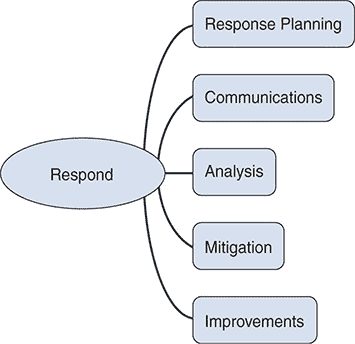 Response Planning
Communications
Respond
Analysis
Mitigation
Improvements